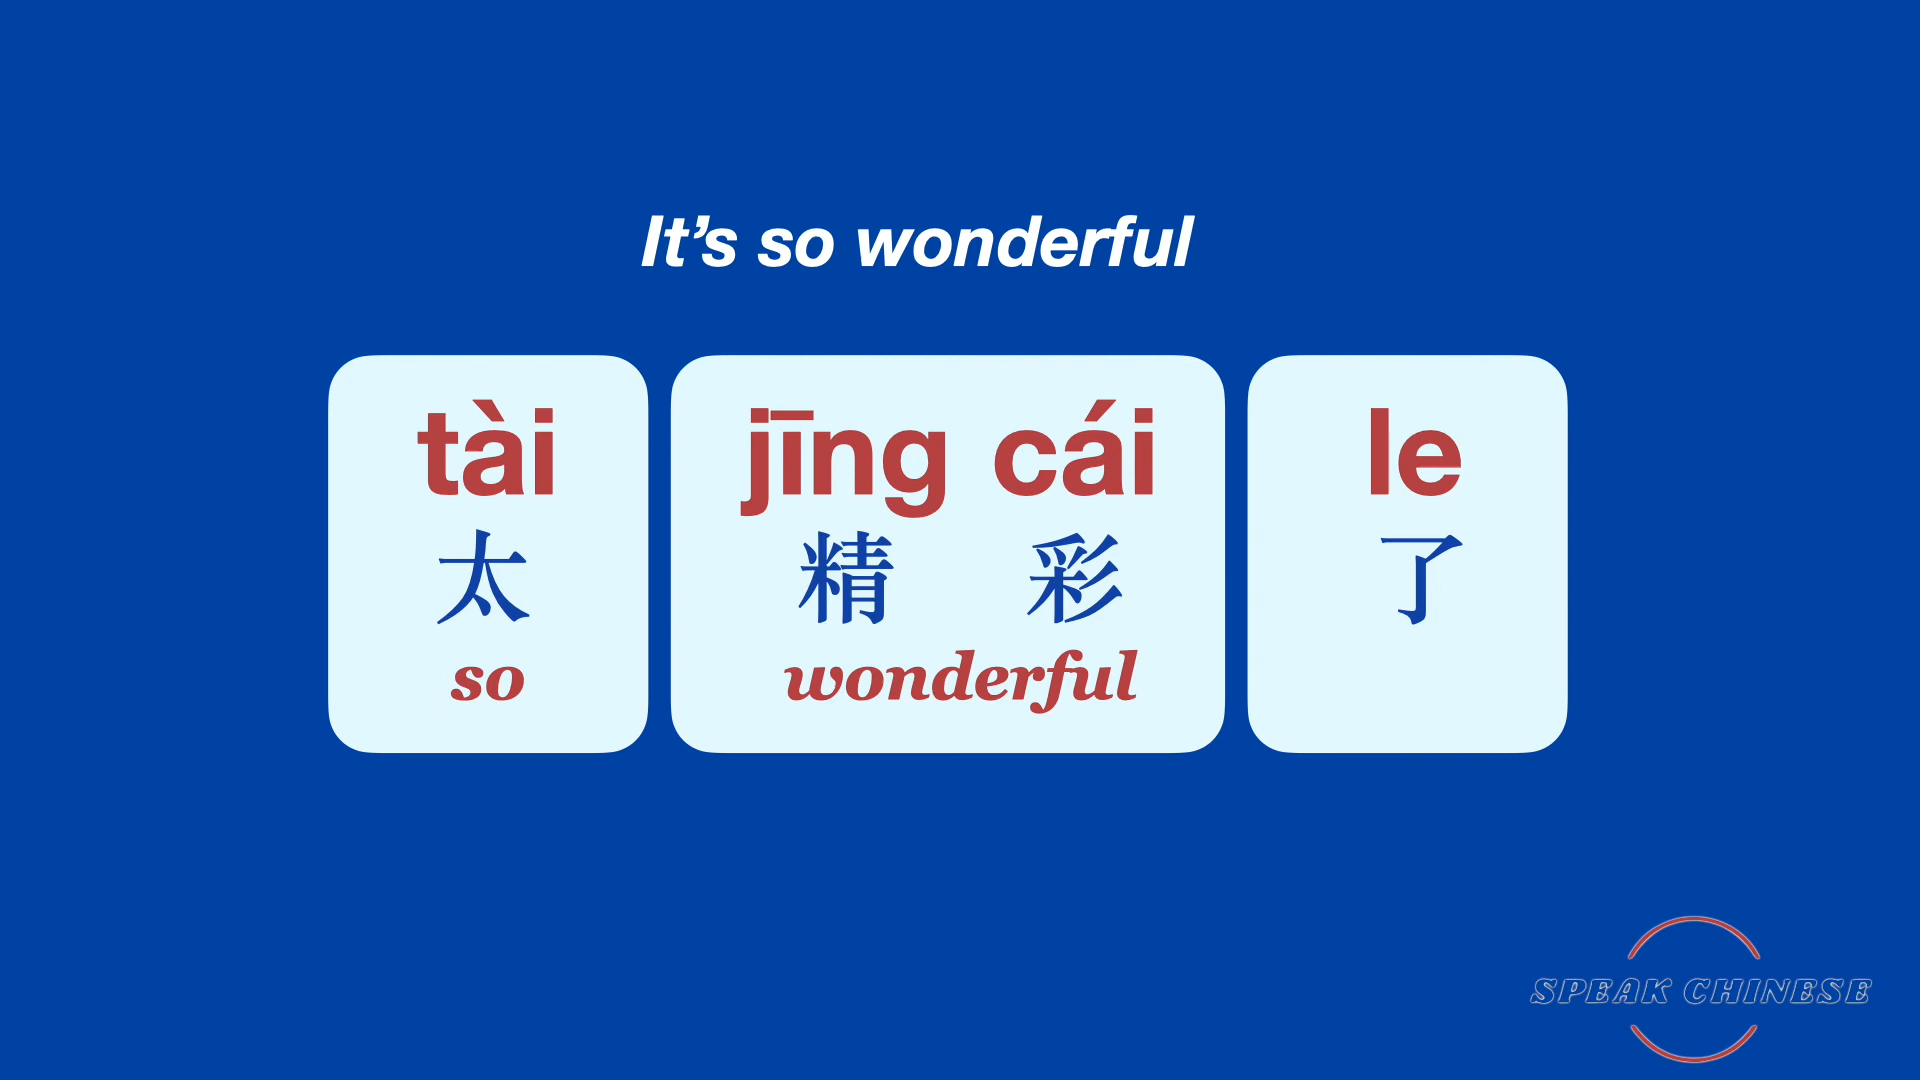 It’s so wonderful
tài jīng cái le
太 精 彩 了
so wonderful
SPEAK CHINESE